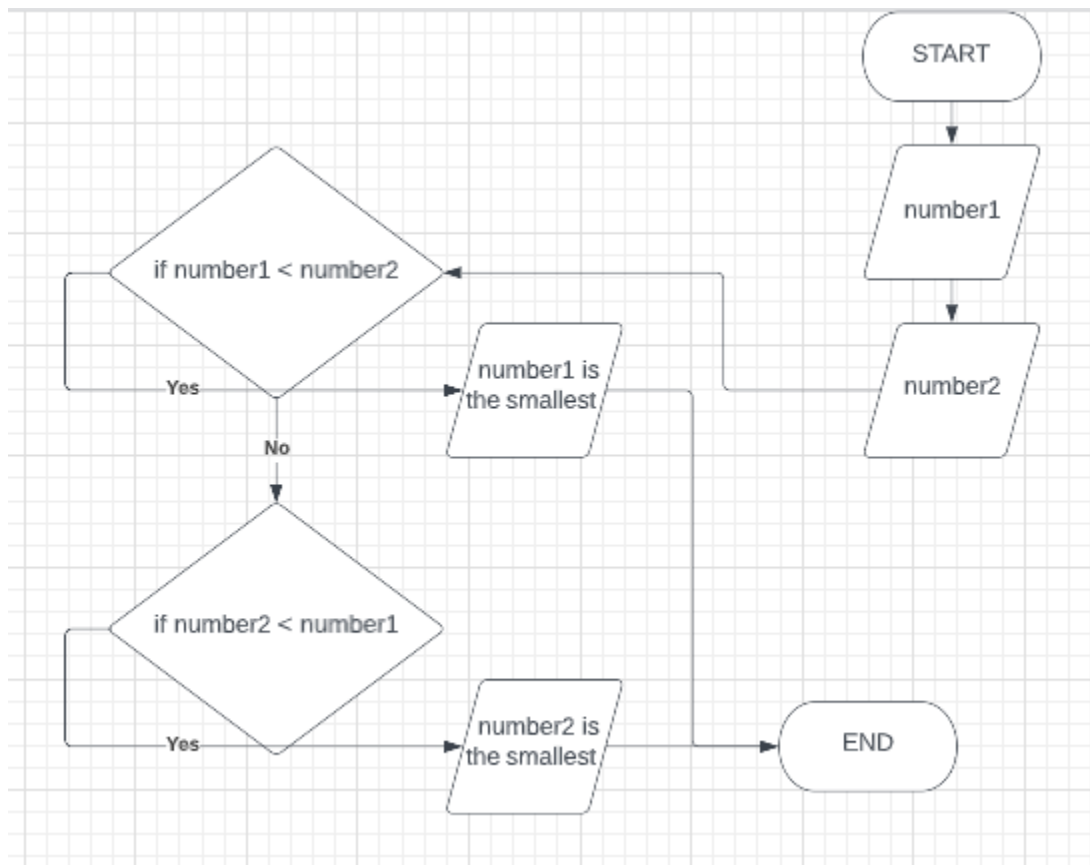 START
number1
number2
if number1 < number2
Yes
number1 is
the smallest
No
if number2 < number1
Yes
number2 is
the smallest
END